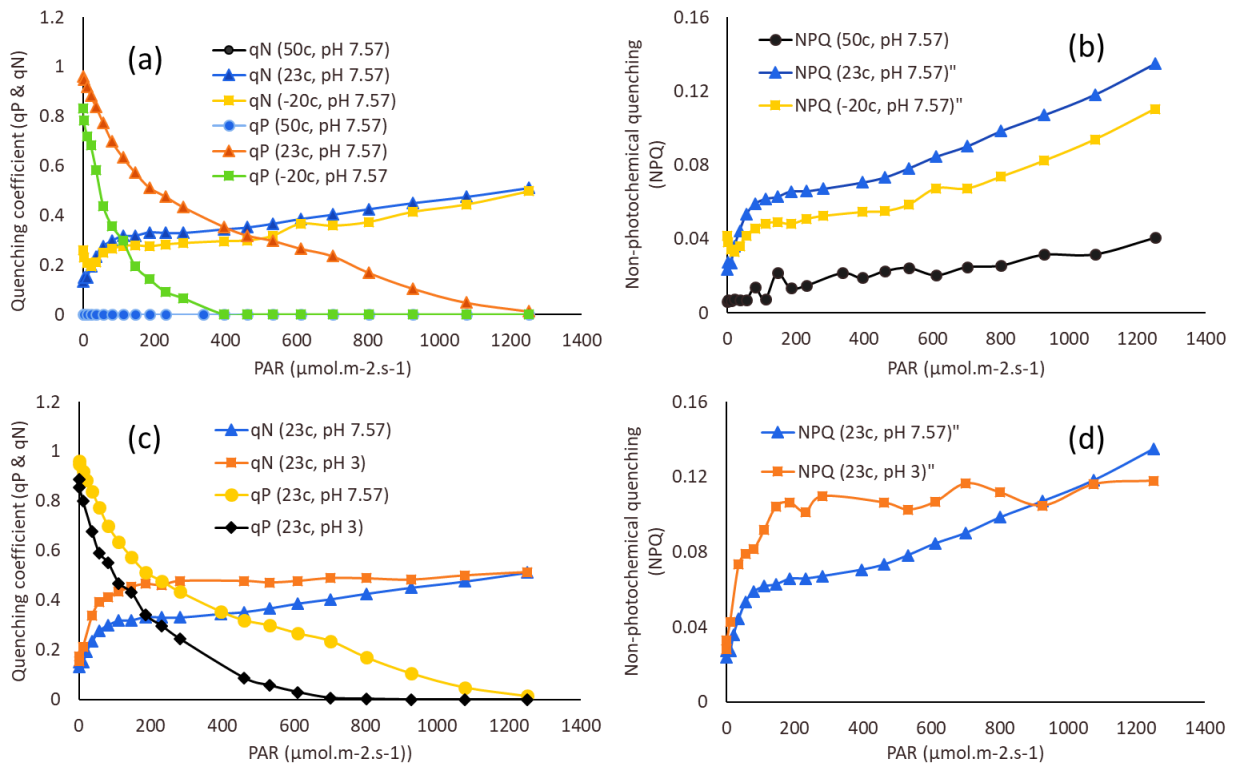 Quenching coefficient (qP & qN)
1.2
1
0.8
0.6
0.4
0.2
0
(a)
qN (50c, pH 7.57)
qN (23c, pH 7.57)
qN (-20c, pH 7.57)
qP (50c, pH 7.57)
qP (23c, pH 7.57)
qP (-20c, pH 7.57
0 200 400 600 800 1000 1200 1400
PAR (µmol.m-2.s-1)
Non-photochemical quenching
(NPQ)
0.16
0.12
0.08
0.04
0
(b)
NPQ (50c, pH 7.57)
NPQ (23c, pH 7.57)"
NPQ (-20c, pH 7.57)"
0 200 400 600 800 1000 1200 1400
PAR (µmol.m-2.s-1)
Quenching coefficient (qP & qN)
1.2
1
0.8
0.6
0.4
0.2
0
(c)
qN (23c, pH 7.57)
qN (23c, pH 3)
qP (23c, pH 7.57)
qP (23c, pH 3)
0 200 400 600 800 1000 1200 1400
PAR (µmol.m-2.s-1))
Non-photochemical quenching
(NPQ)
0.16
0.12
0.08
0.04
0
(d)
NPQ (23c, pH 7.57)"
NPQ (23c, pH 3)"
0 200 400 600 800 1000 1200 1400
PAR (µmol.m-2.s-1)